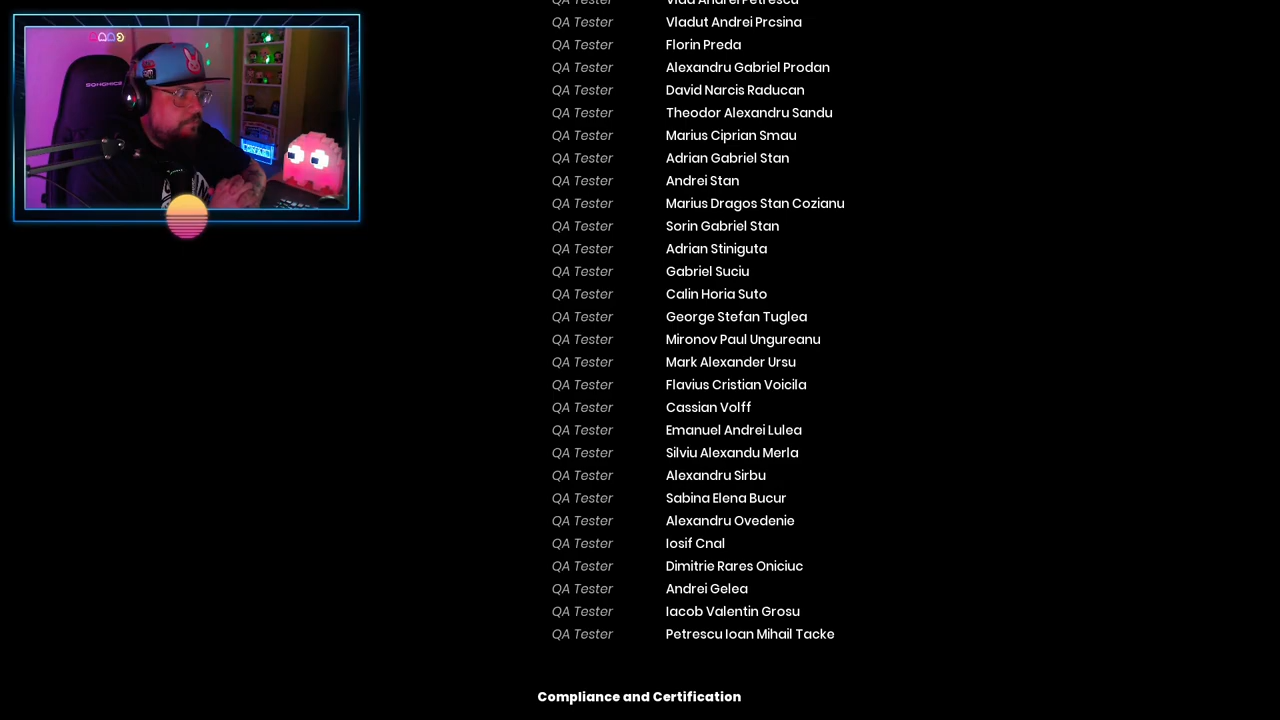 QA Tester Vlad Andrei Petrescu
QA Tester Vladut Andrei Prcsina
QA Tester Florin Preda
QA Tester Alexandru Gabriel Prodan
QA Tester David Narcis Raducan
QA Tester Theodor Alexandru Sandu
QA Tester Marius Ciprian Smau
QA Tester Adrian Gabriel Stan
QA Tester Andrei Stan
QA Tester Marius Dragos Stan Cozianu
QA Tester Sorin Gabriel Stan
QA Tester Adrian Stiniguta
QA Tester Gabriel Suciu
QA Tester Calin Horia Suto
QA Tester George Stefan Tuglea
QA Tester Mironov Paul Ungureanu
QA Tester Mark Alexander Ursu
QA Tester Flavius Cristian Voicila
QA Tester Cassian Volff
QA Tester Emanuel Andrei Lulea
QA Tester Silviu Alexandu Merla
QA Tester Alexandru Sirbu
QA Tester Sabina Elena Bucur
QA Tester Alexandru Ovedenie
QA Tester Iosif Cnal
QA Tester Dimitrie Rares Oniciuc
QA Tester Andrei Gelea
QA Tester Iacob Valentin Grosu
QA Tester Petrescu Ioan Mihail Tacke
Compliance and Certification
SONGMICS